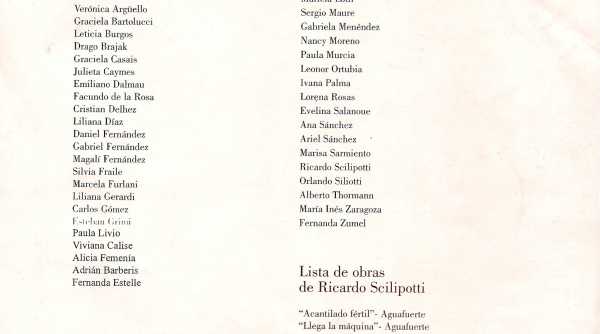 Verónica Argüello
Graciela Bartolucci
Leticia Burgos
Drago Brajak
Graciela Casais
Julieta Caymes
Emiliano Dalmau
Facundo de la Rosa
Cristian Delhez
Liliana Díaz
Daniel Fernández
Gabriel Fernández
Magalí Fernández
Silvia Fraile
Marcela Furlani
Liliana Gerardi
Carlos Gómez
Esteban Grimi
Paula Livio
Viviana Calise
Alicia Femenía
Adrián Barberis
Fernanda Estelle
Sergio Maure
Gabriela Menéndez
Nancy Moreno
Paula Murcia
Leonor Ortubia
Ivana Palma
Lorena Rosas
Evelina Salanoue
Ana Sánchez
Ariel Sánchez
Marisa Sarmiento
Ricardo Scilipotti
Orlando Siliotti
Alberto Thormann
María Inés Zaragoza
Fernanda Zumel
Lista de obras
de Ricardo Scilipotti
“Acantilado fértil”- Aguafuerte
“Llega la máquina”- Aguafuerte